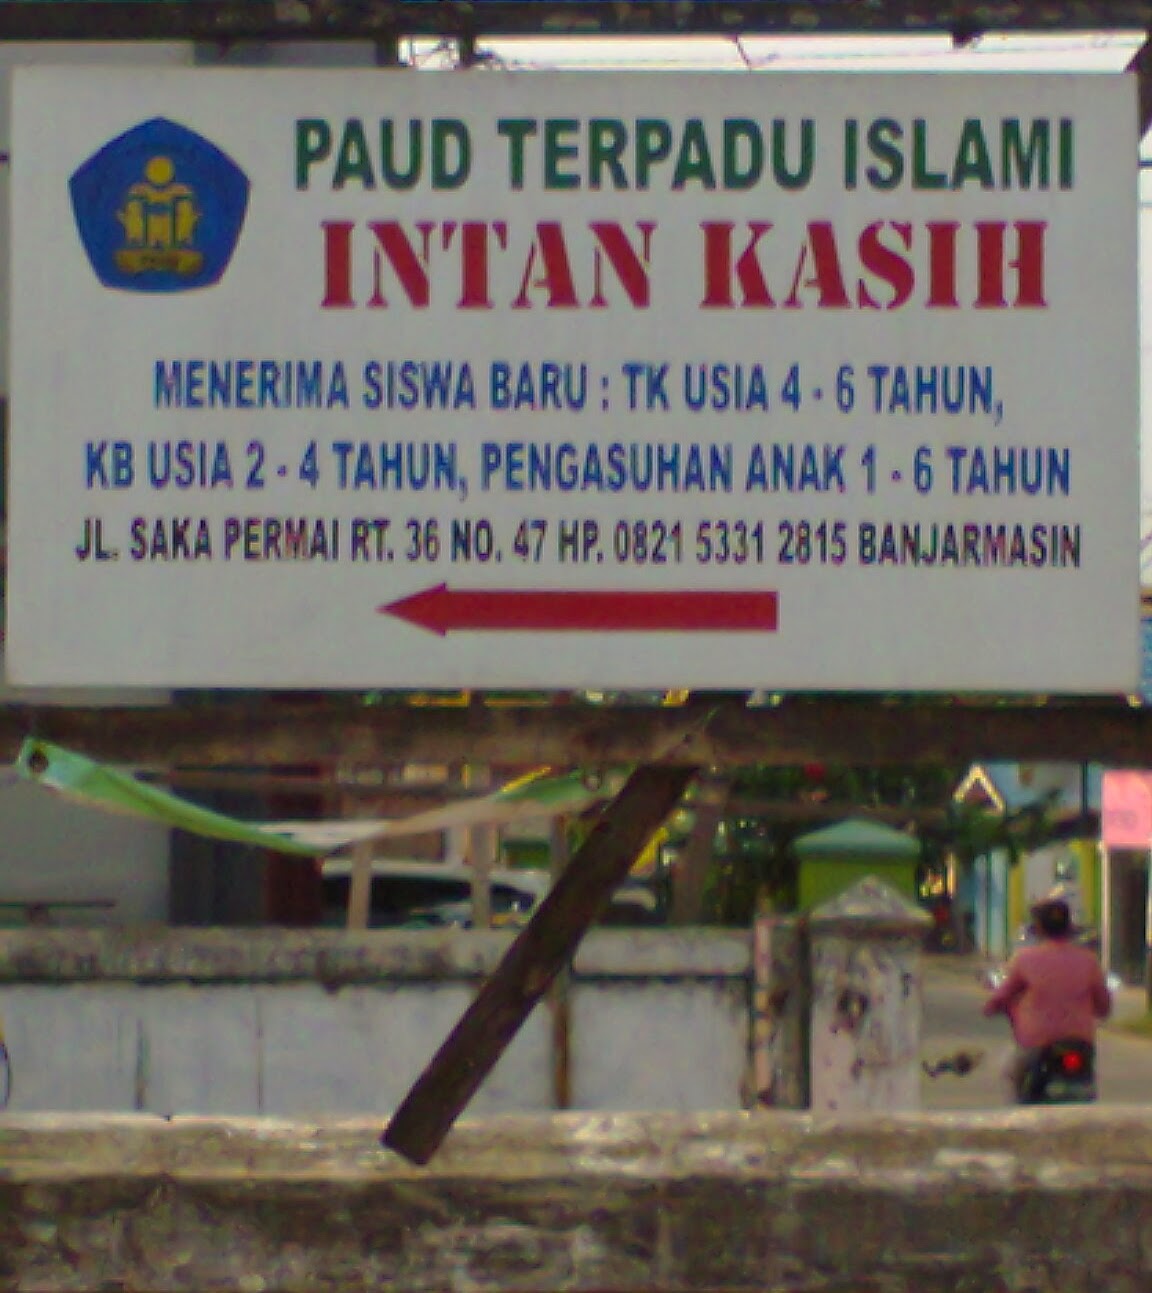 PAUD TERPADU ISLAMI
INTAN KASIH
MENERIMA SISWA BARU : TK USIA 4 - 6 TAHUN,
KB USIA 2 - 4 TAHUN, PENGASUHAN ANAK 1 - 6 TAHUN
JL. SAKA PERMAI RT. 36 NO. 47 HP. 0821 5331 2815 BANJARMASIN